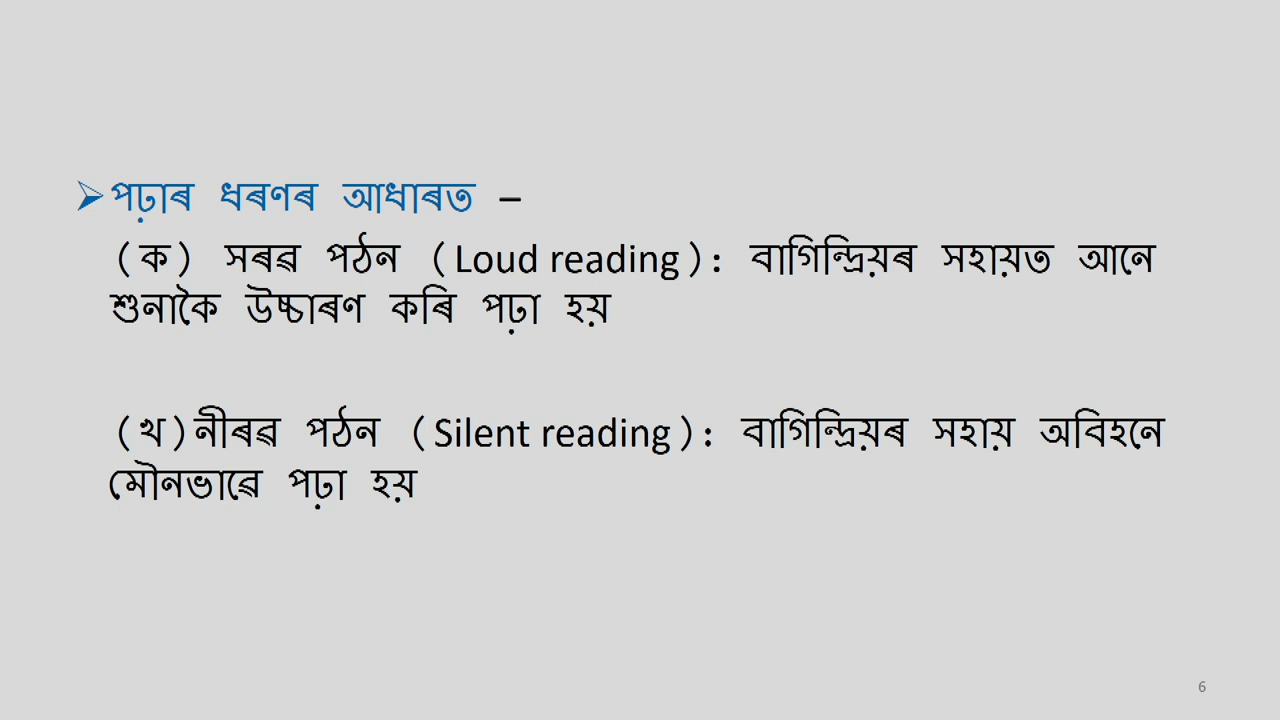 ➢পঢ়াৰ ধৰণৰ আধাৰত –
(ক) সৰৱ পঠন (Loud reading): বাগিন্দ্ৰিয়ৰ সহায়ত আনে
শুনাকৈ উচ্চাৰণ কৰি পঢ়া হয়
(খ)নীৰৱ পঠন (Silent reading): বাগিন্দ্ৰিয়ৰ সহায় অবিহনে
মৌনভাৱে পঢ়া হয়
6